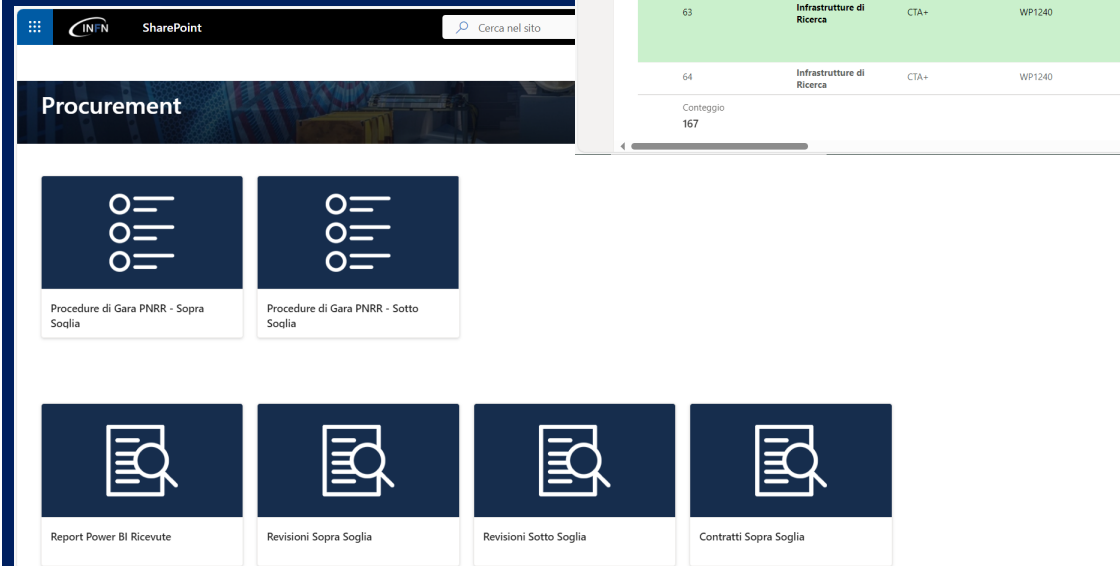 INFN
SharePoint
Cerca nel sito
Procurement
63 Infrastrutture di Ricerca CTA+ WP1240
64 Infrastrutture di Ricerca CTA+ WP1240
Conteggio
167
Procedure di Gara PNRR - Sopra
Soglia
Procedure di Gara PNRR - Sotto
Soglia
Report Power BI Ricevute
Revisioni Sopra Soglia
Revisioni Sotto Soglia
Contratti Sopra Soglia